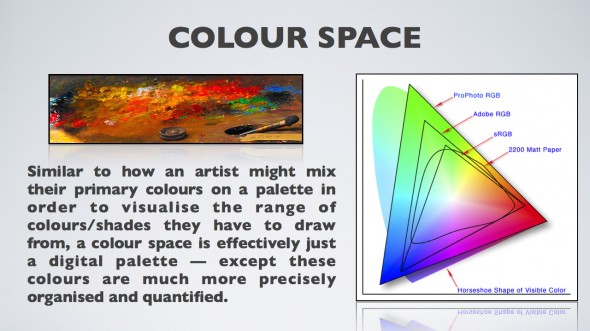 COLOUR SPACE
Similar to how an artist might mix
their primary colours on a palette in
order to visualise the range of
colours/shades they have to draw
from, a colour space is effectively just
a digital palette — except these
colours are much more precisely
organised and quantified.
ProPhoto RGB
Adobe RGB
sRGB
2200 Matt Paper
Horseshoe Shape of Visible Color